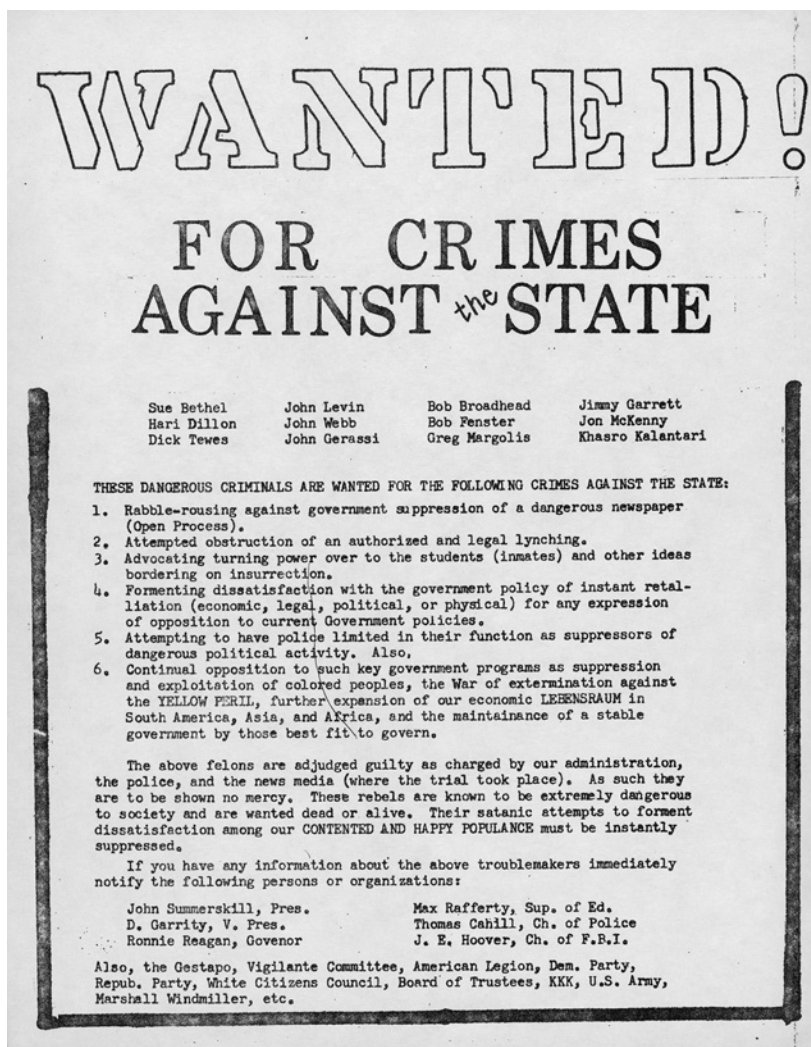 WANTED!
FOR CRIMES
AGAINST the STATE
Sue Bethel John Levin Bob Broadhead Jimmy Garrett
Hari Dillon John Webb Bob Fenster Jon McKenny
Dick Tewes John Gerassi Greg Margolis Khasro Kalantari
THESE DANGEROUS CRIMINALS ARE WANTED FOR THE FOLLOWING CRIMES AGAINST THE STATE:
1. Rabble-rousing against government suppression of a dangerous newspaper
(Open Process).
2. Attempted obstruction of an authorized and legal lynching.
3. Advocating turning power over to the students (inmates) and other ideas
bordering on insurrection.
4. Formenting dissatisfaction with the government policy of instant retal-
liation (economic, legal, political, or physical) for any expression
of opposition to current Government policies.
5. Attempting to have police limited in their function as suppressors of
dangerous political activity. Also,
6. Continual opposition to such key government programs as suppression
and exploitation of colored peoples, the War of extermination against
the YELLOW PERIL, further expansion of our economic LEBENSRAUM in
South America, Asia, and Africa, and the maintainance of a stable
government by those best fit to govern.
The above felons are adjudged guilty as charged by our administration,
the police, and the news media (where the trial took place). As such they
are to be shown no mercy. These rebels are known to be extremely dangerous
to society and are wanted dead or alive. Their satanic attempts to forment
dissatisfaction among our CONTENTED AND HAPPY POPULANCE must be instantly
suppressed.
If you have any information about the above troublemakers immediately
notify the following persons or organizations:
John Summerskill, Pres. Max Rafferty, Sup. of Ed.
D. Garrity, V. Pres. Thomas Cahill, Ch. of Police
Ronnie Reagan, Govenor J. E. Hoover, Ch. of F.B.I.
Also, the Gestapo, Vigilante Committee, American Legion, Dem. Party,
Repub. Party, White Citizens Council, Board of Trustees, KKK, U.S. Army,
Marshall Windmiller, etc.